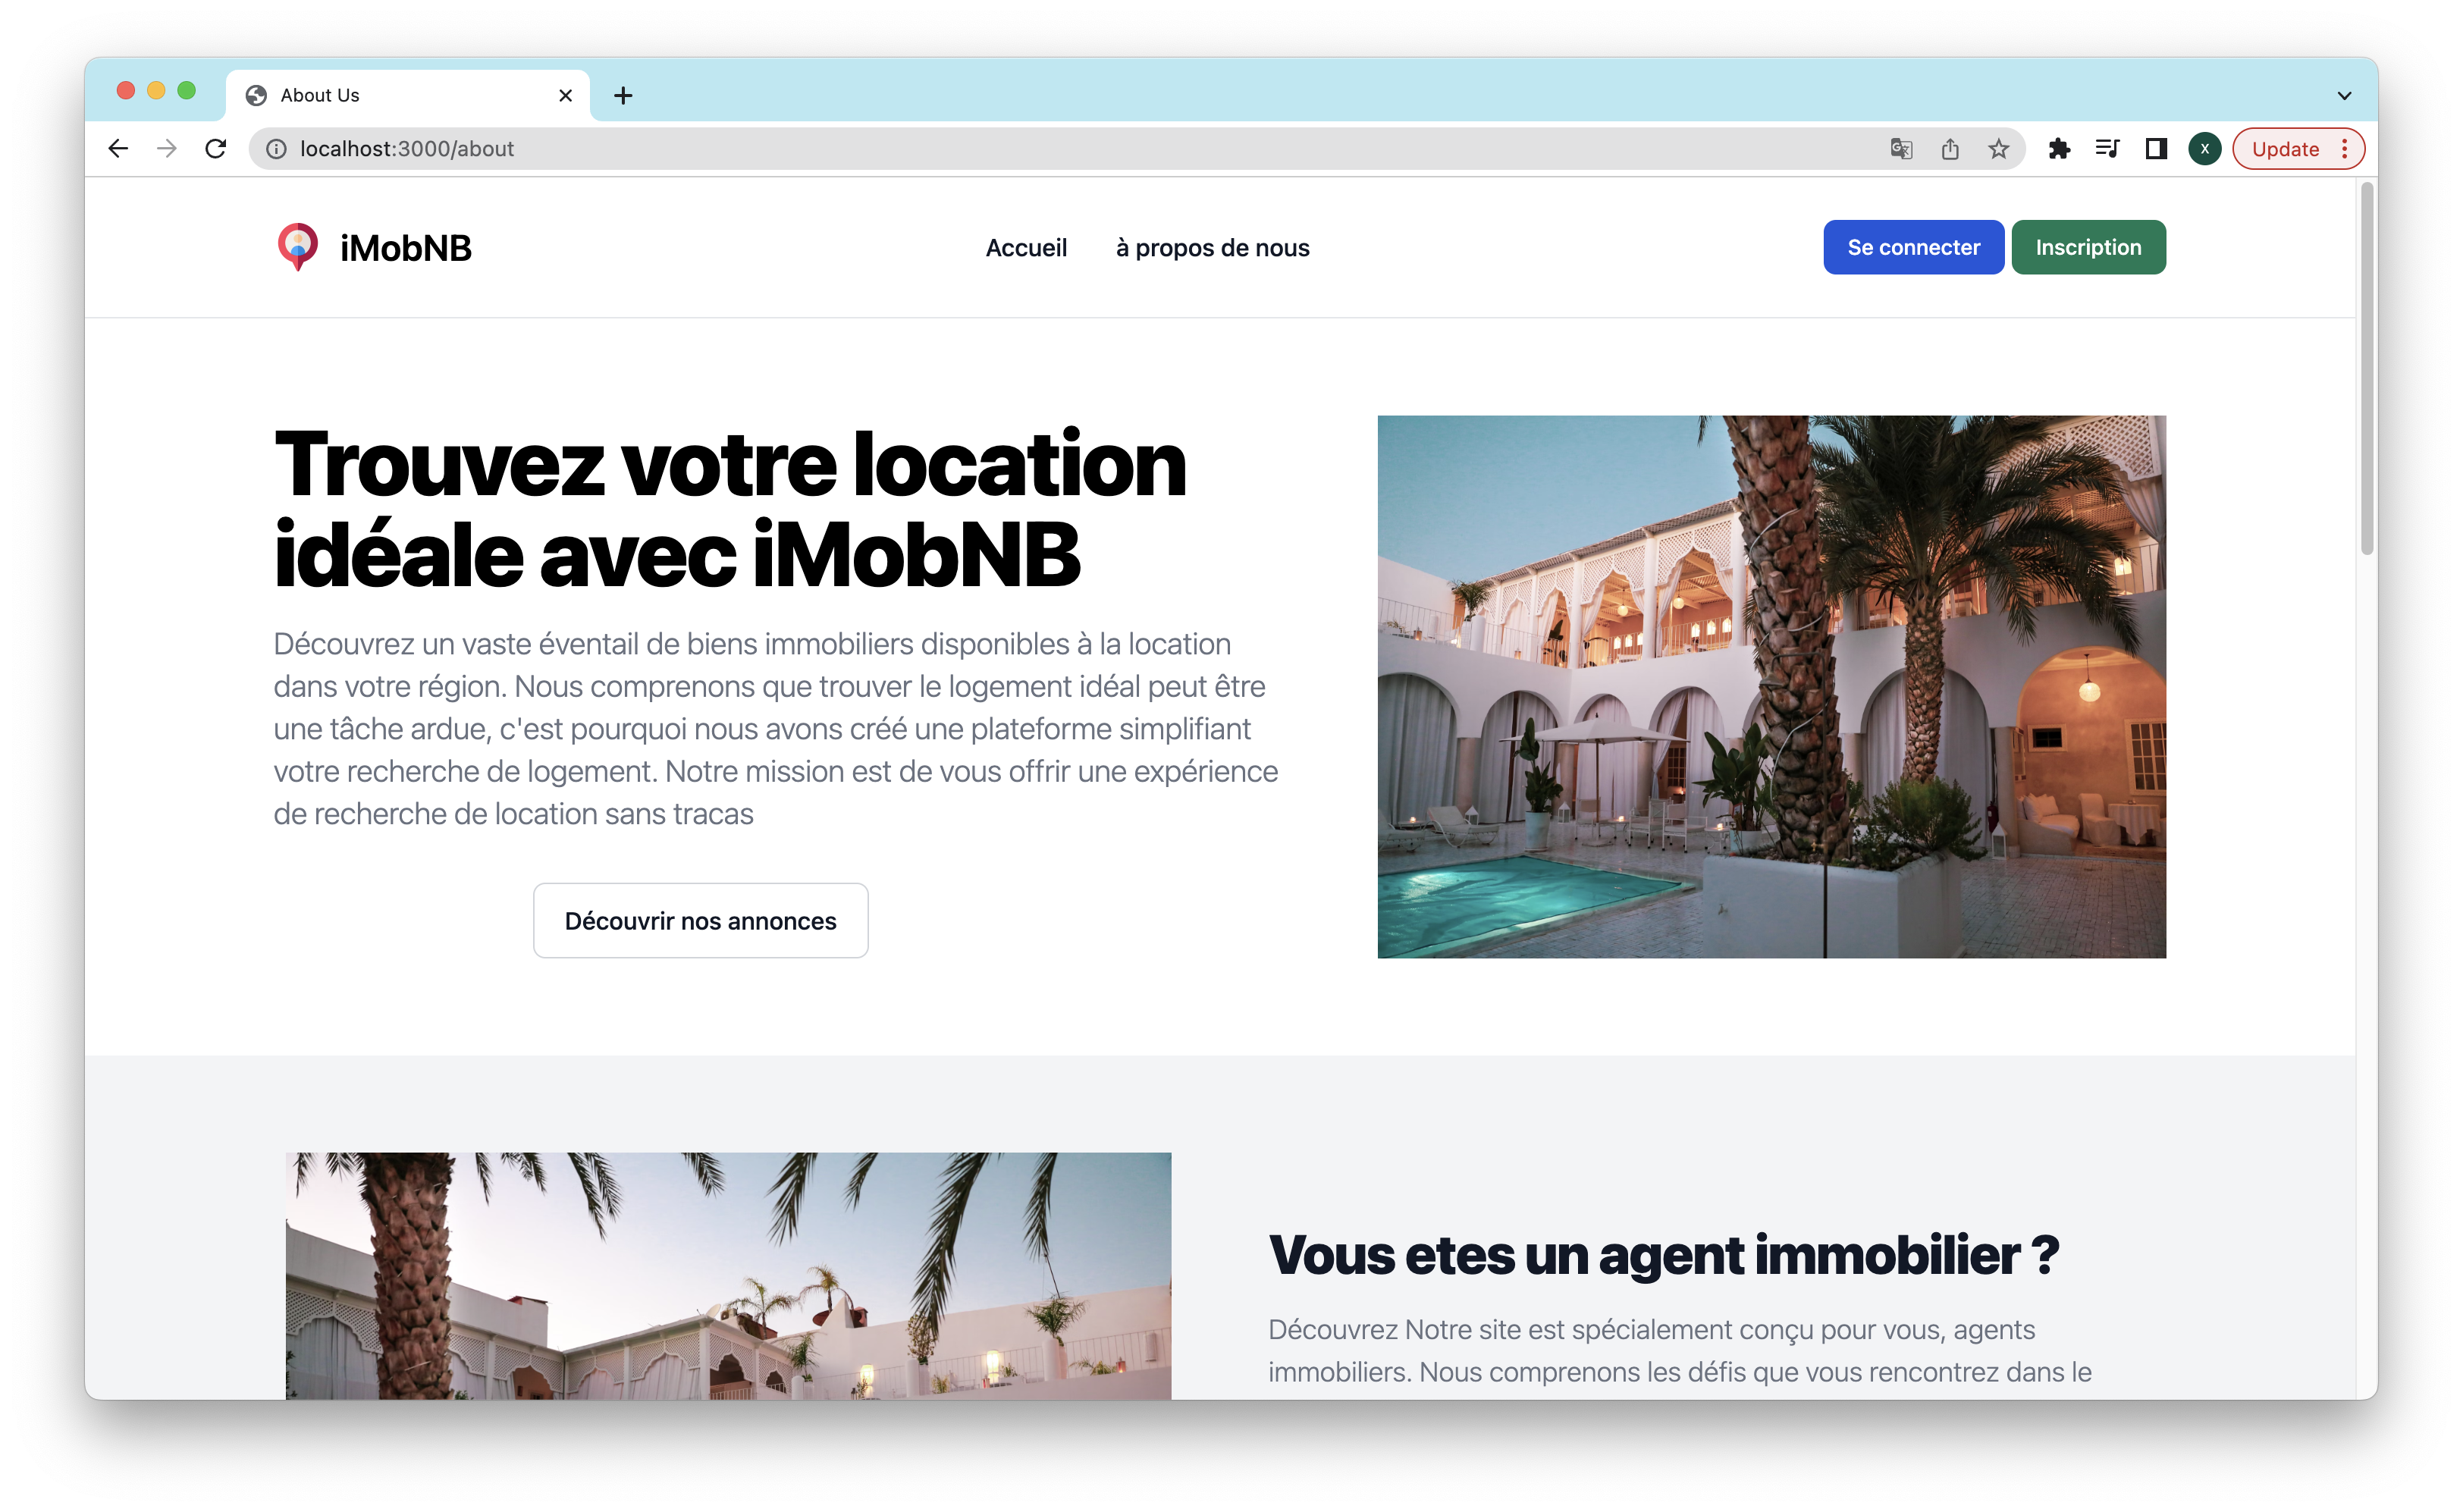 About Us
localhost:3000/about
X
Update
iMobNB
Accueil
à propos de nous
Se connecter
Inscription
Trouvez votre location
idéale avec iMobNB
Découvrez un vaste éventail de biens immobiliers disponibles à la location
dans votre région. Nous comprenons que trouver le logement idéal peut être
une tâche ardue, c'est pourquoi nous avons créé une plateforme simplifiant
votre recherche de logement. Notre mission est de vous offrir une expérience
de recherche de location sans tracas
Découvrir nos annonces
Vous etes un agent immobilier ?
Découvrez Notre site est spécialement conçu pour vous, agents
immobiliers. Nous comprenons les défis que vous rencontrez dans le